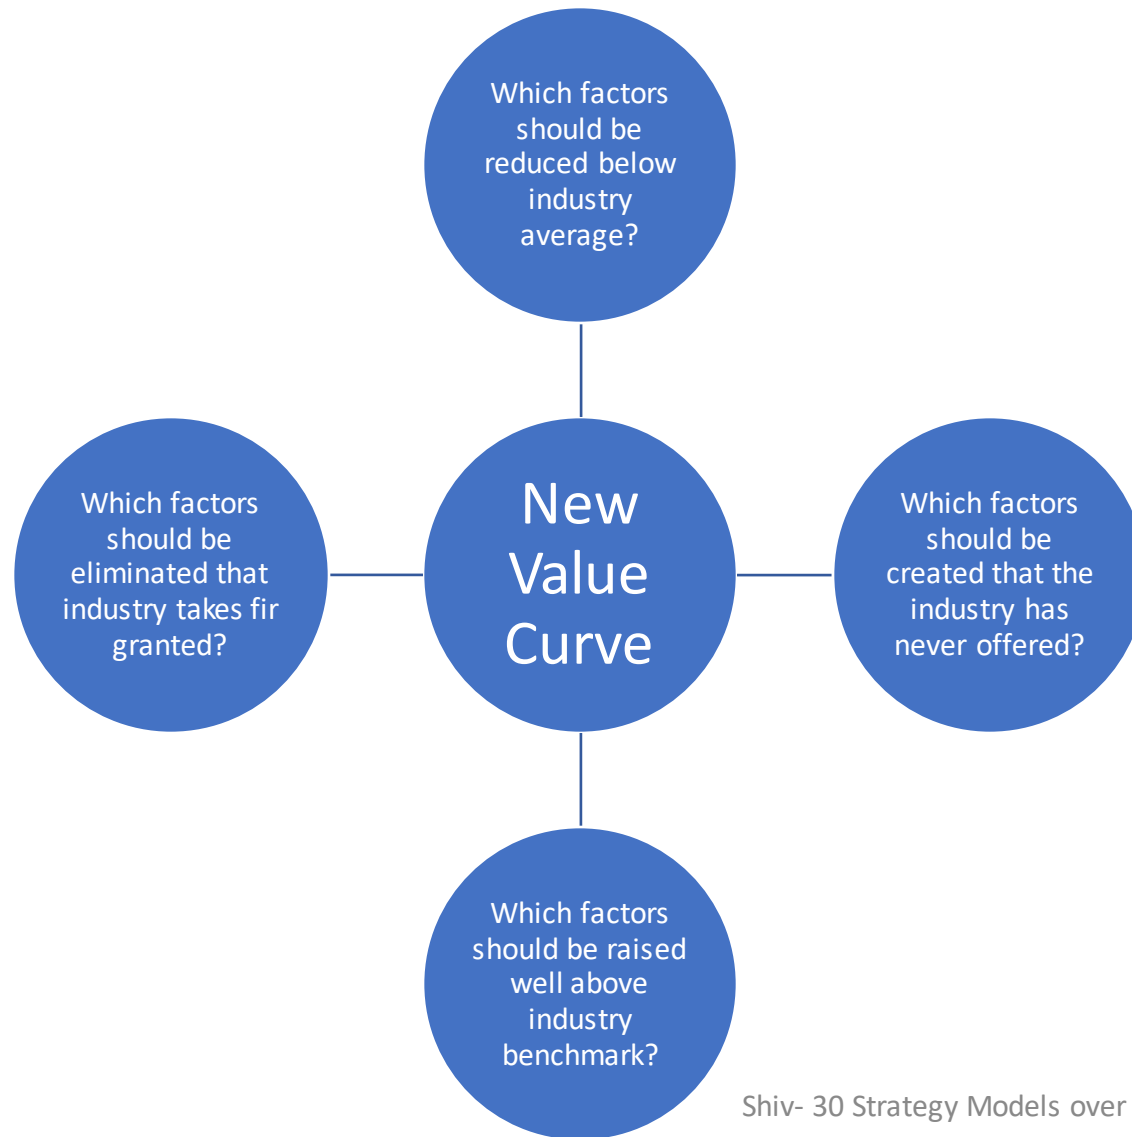 Which factors
should be
reduced below
industry
average?
Which factors
should be
eliminated that
industry takes fir
granted?
New
Value
Curve
Which factors
should be
created that the
industry has
never offered?
Which factors
should be raised
well above
industry
benchmark?
Shiv- 30 Strategy Models over